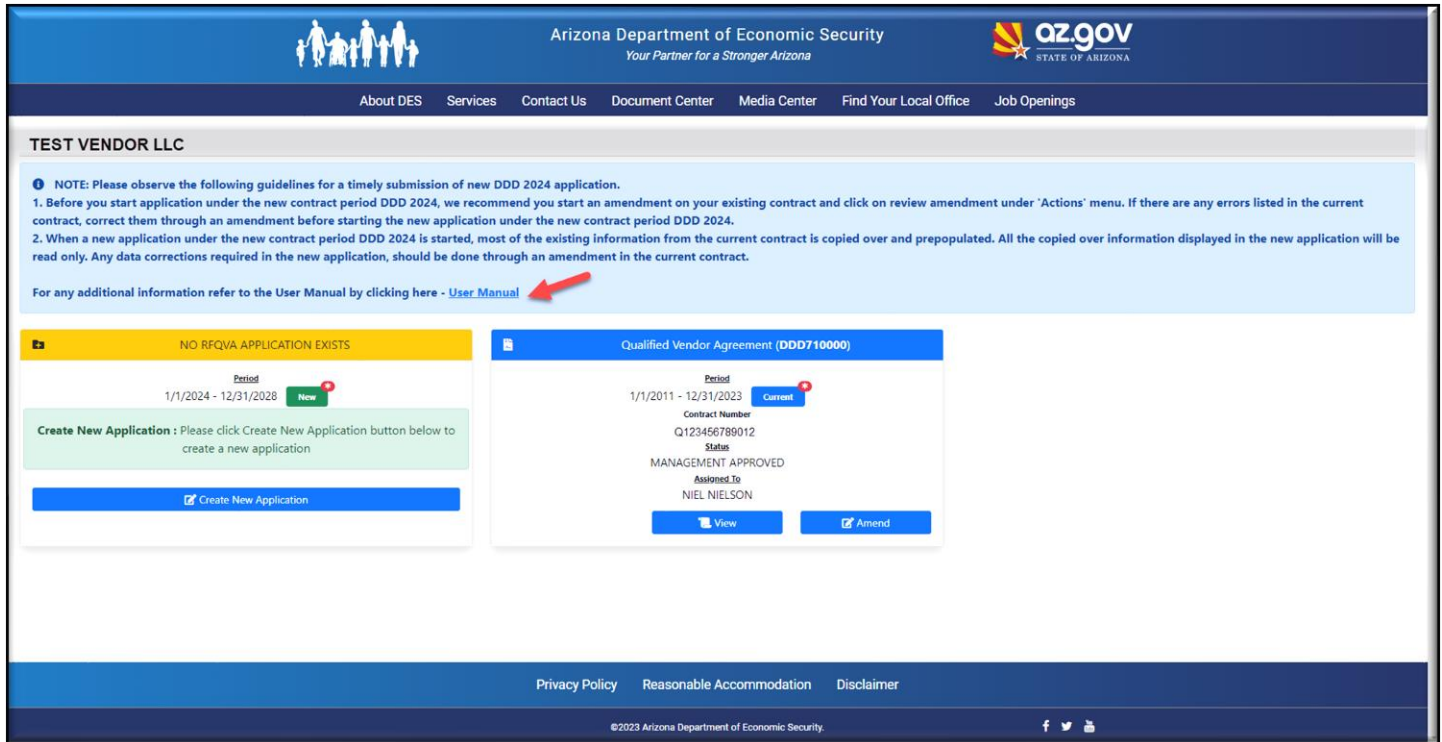 Arizona Department of Economic Security
Your Partner for a Stronger Arizona
az.gov
STATE OF ARIZONA
About DES Services Contact Us Document Center Media Center Find Your Local Office Job Openings
TEST VENDOR LLC
NOTE: Please observe the following guidelines for a timely submission of new DDD 2024 application.
1. Before you start application under the new contract period DDD 2024, we recommend you start an amendment on your existing contract and click on review amendment under 'Actions' menu. If there are any errors listed in the current
contract, correct them through an amendment before starting the new application under the new contract period DDD 2024.
2. When a new application under the new contract period DDD 2024 is started, most of the existing information from the current contract is copied over and prepopulated. All the copied over information displayed in the new application will be
read only. Any data corrections required in the new application, should be done through an amendment in the current contract.
For any additional information refer to the User Manual by clicking here - User Manual
NO RFQVA APPLICATION EXISTS
Period
1/1/2024 - 12/31/2028 New
Create New Application : Please click Create New Application button below to
create a new application
Create New Application
Qualified Vendor Agreement (DDD710000)
Period
1/1/2011 - 12/31/2023 Current
Contract Number
Q123456789012
Status
MANAGEMENT APPROVED
Assigned To
NIEL NIELSON
View Amend
Privacy Policy Reasonable Accommodation Disclaimer
©2023 Arizona Department of Economic Security.